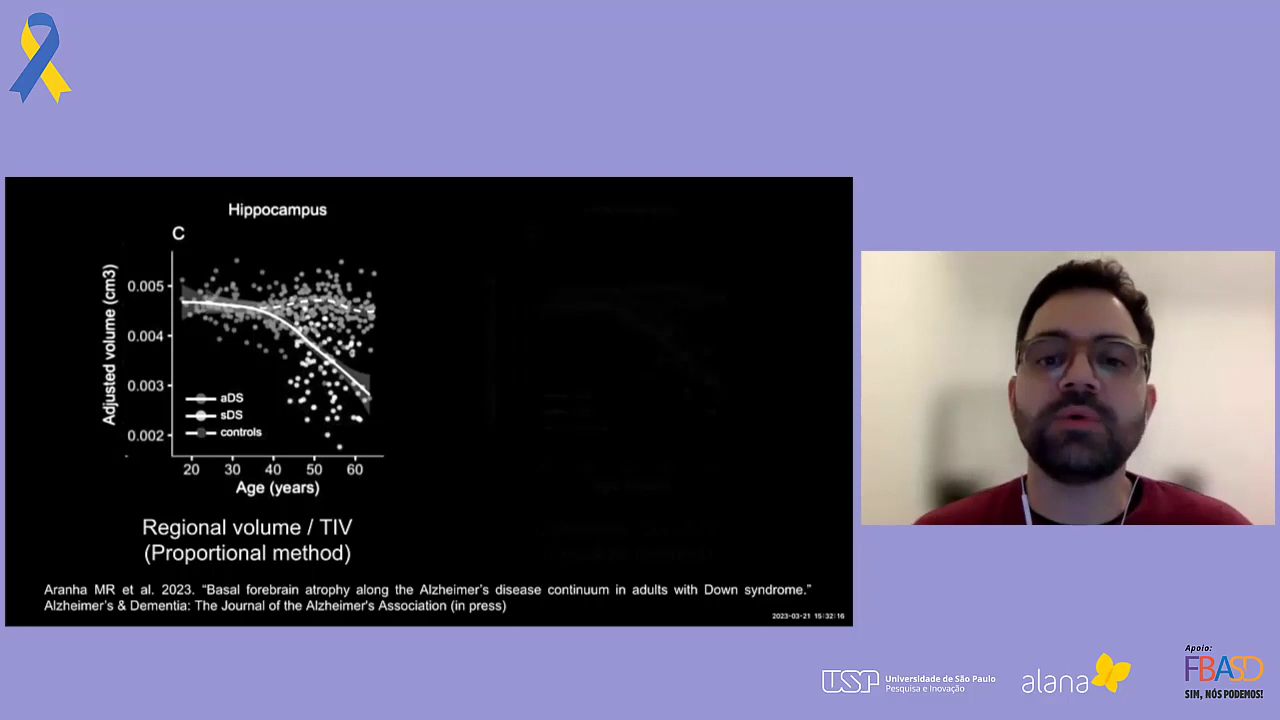 Hippocampus
C
Adjusted volume (cm3)
0.005
0.004
0.003
0.002
aDS
sDS
controls
20 30 40 50 60
Age (years)
Regional volume / TIV
(Proportional method)
Aranha MR et al. 2023. “Basal forebrain atrophy along the Alzheimer’s disease continuum in adults with Down syndrome.”
Alzheimer’s & Dementia: The Journal of the Alzheimer's Association (in press)
2023-03-21 15:32:16
USP Universidade de São Paulo
Pesquisa e Inovação
alana
Apoio:
FBASD
SIM, NÓS PODEMOS!